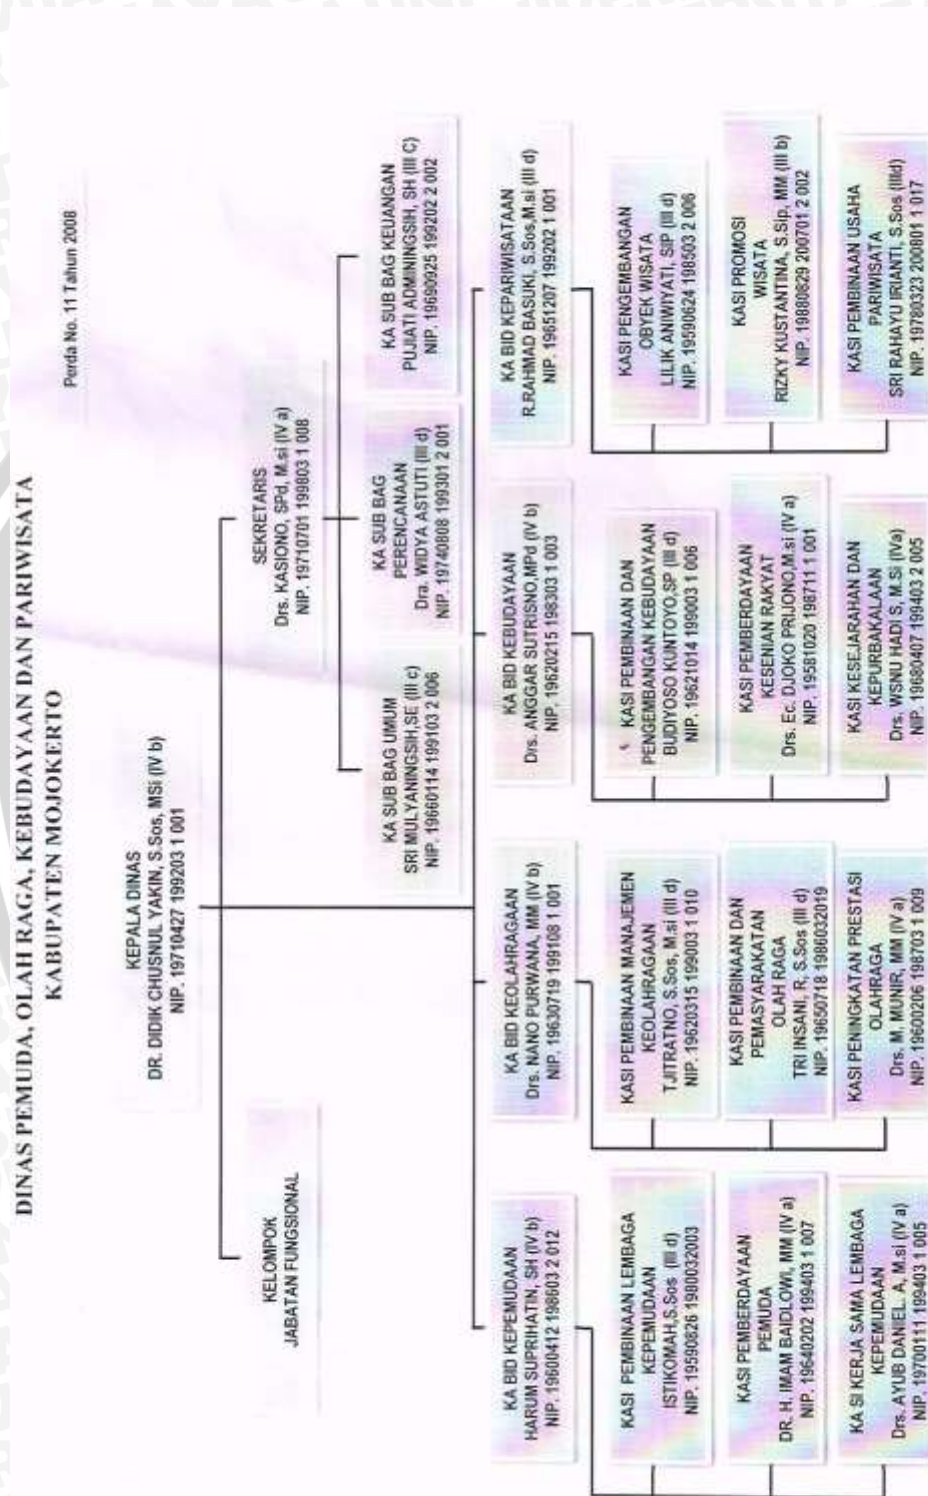 DINAS PEMUDA, OLAH RAGA, KEBUDAYAAN DAN PARIWISATA
KABUPATEN MOJOKERTO
Perda No. 11 Tahun 2008
KEPALA DINAS
DR. DIDIK CHUSNUL YAKIN, S.Sos, MSi (IV b)
NIP. 19710427 199203 1 001
KELOMPOK
JABATAN FUNGSIONAL
SEKRETARIS
Drs. KASIONO, SPd, M.si (IV a)
NIP. 19710701 199803 1 008
KA SUB BAG UMUM
SRI MULYANINGSIH,SE (III c)
NIP. 19660114 199103 2 006
KA SUB BAG
PERENCANAAN
Dra. WIDYA ASTUTI (III d)
NIP. 19740808 199301 2 001
KA SUB BAG KEUANGAN
PUJIATI ADMININGSIH, SH (III C)
NIP. 19690925 199202 2 002
KA BID KEPEMUDAAN
HARUM SUPRIHATIN, SH (IV b)
NIP. 19600412 198603 2 012
KASI PEMBINAAN LEMBAGA
KEPEMUDAAN
ISTIKOMAH,S.Sos (III d)
NIP. 19590826 1980032003
KASI PEMBERDAYAAN
PEMUDA
DR. H. IMAM BAIDLOWI, MM (IV a)
NIP. 19640202 199403 1 007
KA SI KERJA SAMA LEMBAGA
KEPEMUDAAN
Drs. AYUB DANIEL. A, M.si (IV a)
NIP. 19700111 199403 1 005
KA BID KEOLAHRAGAAN
Drs. NANO PURWANA, MM (IV b)
NIP. 19630719 199108 1 001
KASI PEMBINAAN MANAJEMEN
KEOLAHRAGAAN
TJITRATNO, S.Sos, M.si (III d)
NIP. 19620315 199003 1 010
KASI PEMBINAAN DAN
PEMASYARAKATAN
OLAH RAGA
TRI INSANI, R, S.Sos (III d)
NIP. 19650718 1986032019
KASI PENINGKATAN PRESTASI
OLAHRAGA
Drs. M. MUNIR, MM (IV a)
NIP. 19600206 198703 1 009
KA BID KEBUDAYAAN
Drs. ANGGAR SUTRISNO,MPd (IV b)
NIP. 19620215 198303 1 003
KASI PEMBINAAN DAN
PENGEMBANGAN KEBUDAYAAN
BUDIYOSO KUNTOYO,SP (III d)
NIP. 19621014 199003 1 006
KASI PEMBERDAYAAN
KESENIAN RAKYAT
Drs. Ec. DJOKO PRIJONO,M.si (IV a)
NIP. 19581020 198711 1 001
KASI KESEJARAHAN DAN
KEPURBAKALAAN
Drs. WSNU HADI S, M.Si (IVa)
NIP. 19680407 199403 2 005
KA BID KEPARIWISATAAN
R.RAHMAD BASUKI, S.Sos,M.si (III d)
NIP. 19651207 199202 1 001
KASI PENGEMBANGAN
OBYEK WISATA
LILIK ANIWIYATI, SIP (III d)
NIP. 19590624 198503 2 006
KASI PROMOSI
WISATA
RIZKY KUSTANTINA, S.Sip, MM (III b)
NIP. 19880829 200701 2 002
KASI PEMBINAAN USAHA
PARIWISATA
SRI RAHAYU IRIANTI, S.Sos (IIId)
NIP. 19780323 200801 1 017